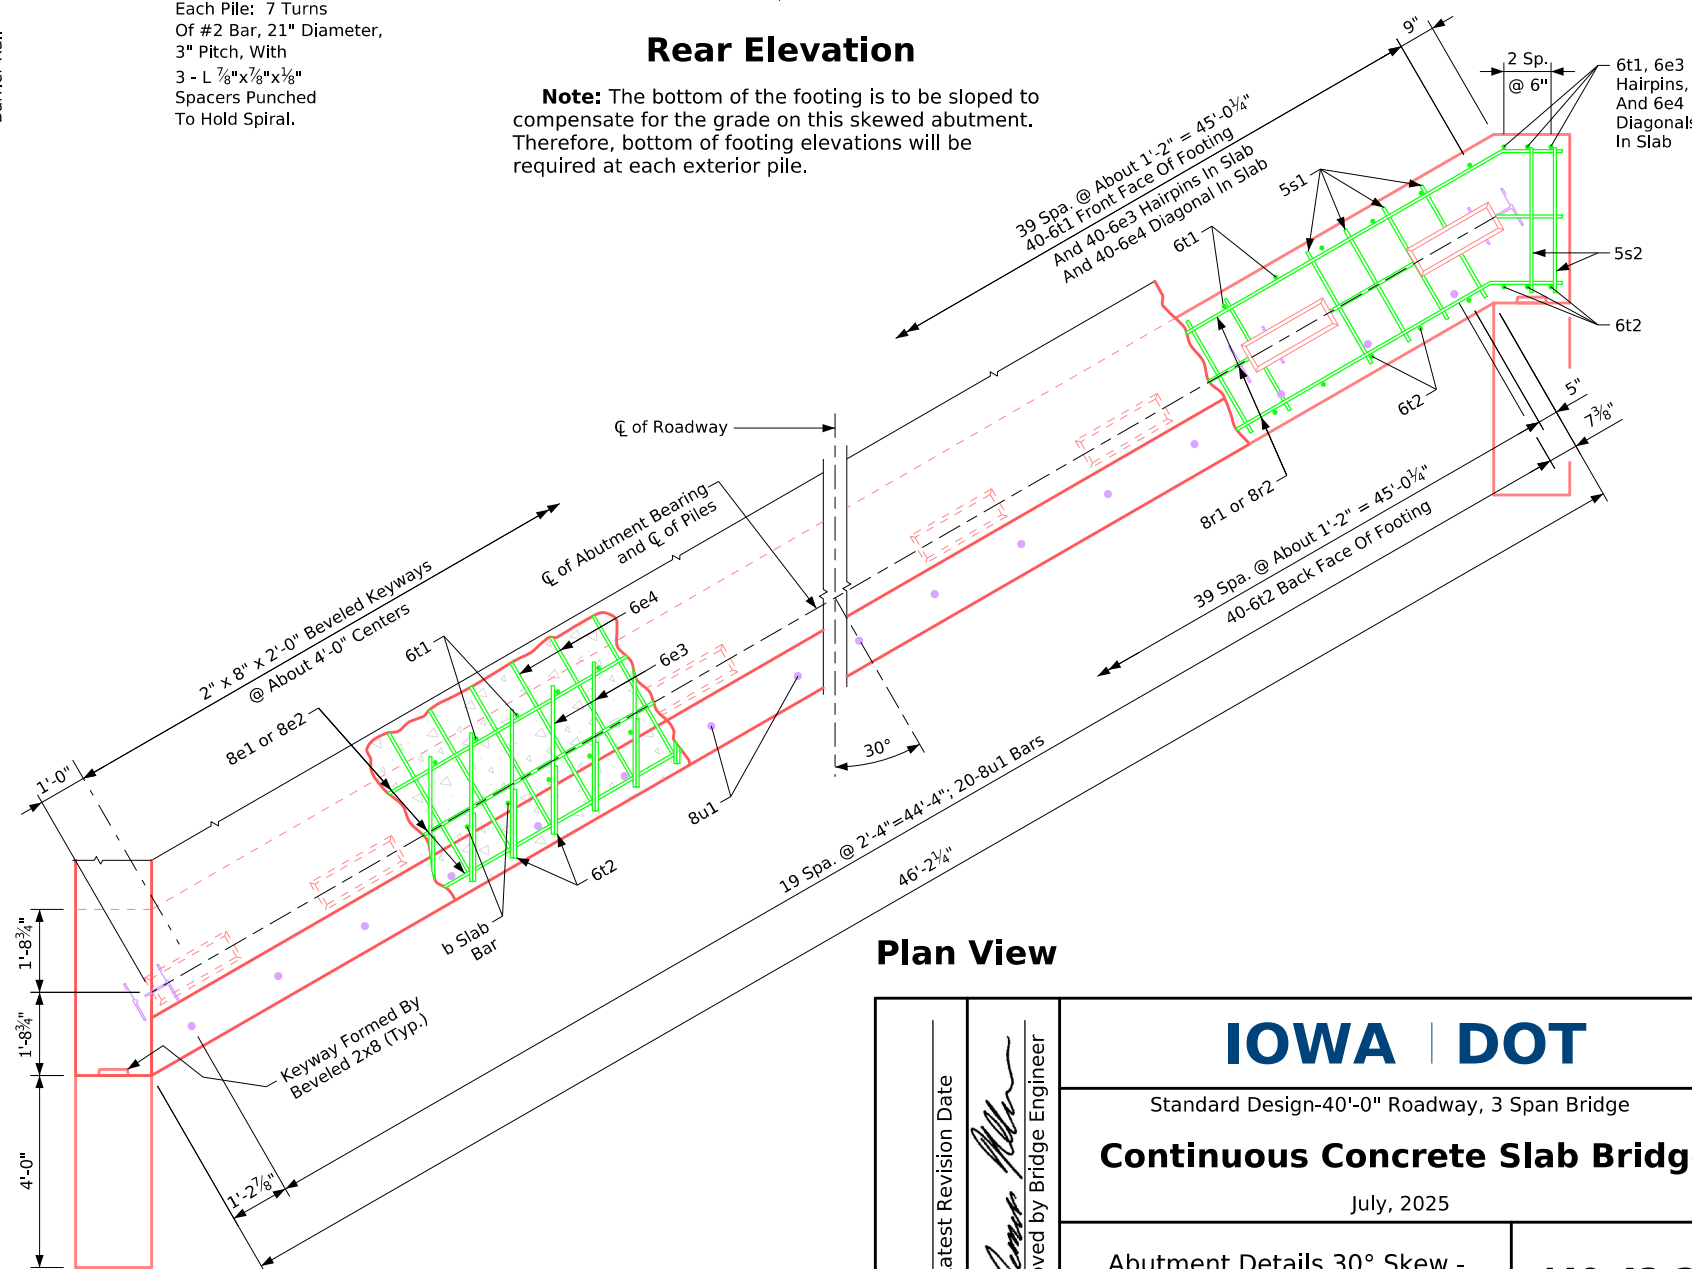 Each Pile: 7 Turns
Of #2 Bar, 21" Diameter,
3" Pitch, With
3 - L ⅞"x⅞"x⅛"
Spacers Punched
To Hold Spiral.
Rear Elevation
Note: The bottom of the footing is to be sloped to
compensate for the grade on this skewed abutment.
Therefore, bottom of footing elevations will be
required at each exterior pile.
9"
2 Sp.
@ 6"
6t1, 6e3
Hairpins,
And 6e4
Diagonals
In Slab
39 Spa. @ About 1'-2" = 45'-0¼"
40-6t1 Front Face Of Footing
And 40-6e3 Hairpins In Slab
And 40-6e4 Diagonal In Slab
5s1
6t1
5s2
6t2
6t2
5"
7⅜"
8r1 or 8r2
℄ of Roadway
℄ of Abutment Bearing
and ℄ of Piles
39 Spa. @ About 1'-2" = 45'-0¼"
40-6t2 Back Face Of Footing
2" x 8" x 2'-0" Beveled Keyways
@ About 4'-0" Centers
6e4
6t1
6e3
8e1 or 8e2
30°
1'-0"
8u1
19 Spa. @ 2'-4"=44'-4"; 20-8u1 Bars
46'-2¼"
6t2
b Slab
Bar
1'-8¾"
1'-8¾"
Keyway Formed By
Beveled 2x8 (Typ.)
4'-0"
1'-2⅞"
Plan View
IOWA | DOT
Standard Design-40'-0" Roadway, 3 Span Bridge
Continuous Concrete Slab Bridg
July, 2025
Abutment Details 30° Skew -
atest Revision Date
oved by Bridge Engineer